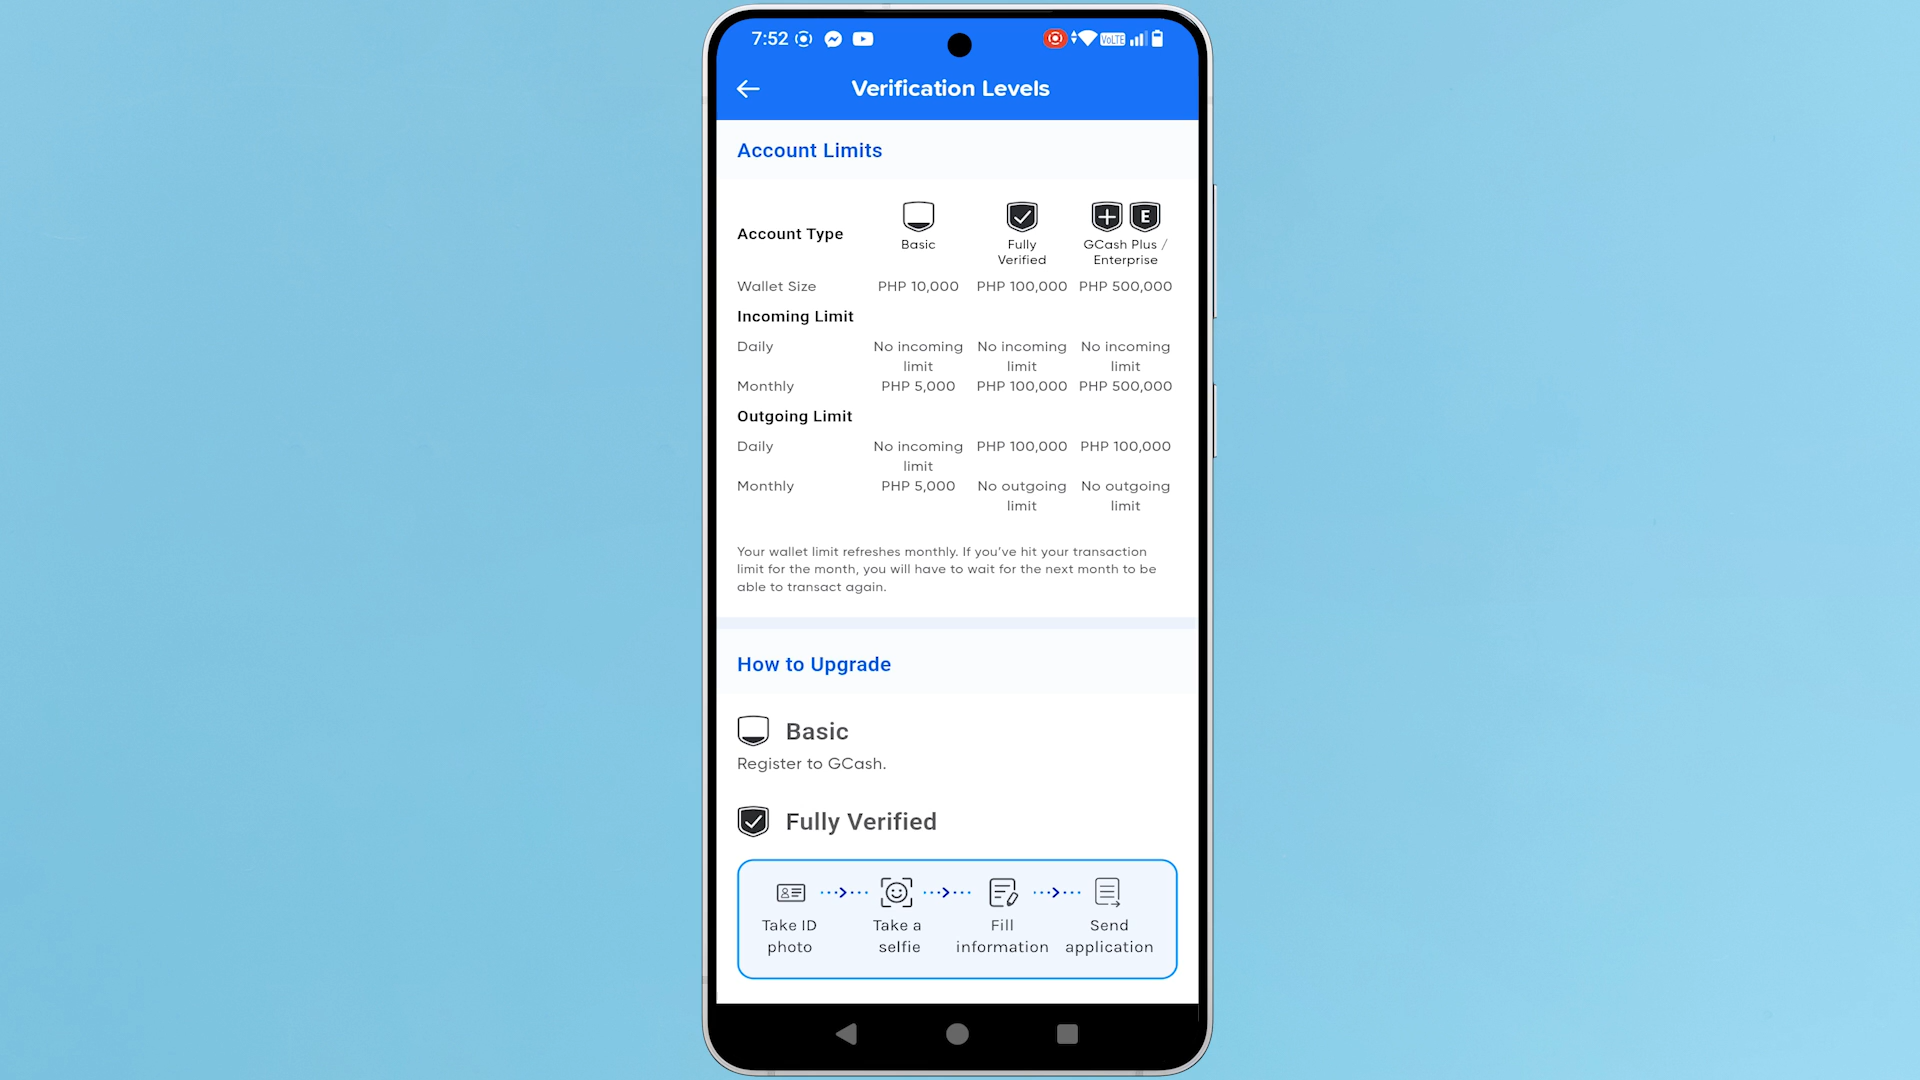 7:52
VoLTE
Verification Levels
Account Limits
Account Type
Basic
Fully
Verified
E
GCash Plus /
Enterprise
Wallet Size PHP 10,000 PHP 100,000 PHP 500,000
Incoming Limit
Daily No incoming No incoming No incoming
limit limit limit
Monthly PHP 5,000 PHP 100,000 PHP 500,000
Outgoing Limit
Daily No incoming PHP 100,000 PHP 100,000
limit
Monthly PHP 5,000 No outgoing No outgoing
limit limit
Your wallet limit refreshes monthly. If you’ve hit your transaction
limit for the month, you will have to wait for the next month to be
able to transact again.
How to Upgrade
Basic
Register to GCash.
Fully Verified
Take ID
photo
Take a
selfie
Fill
information
Send
application